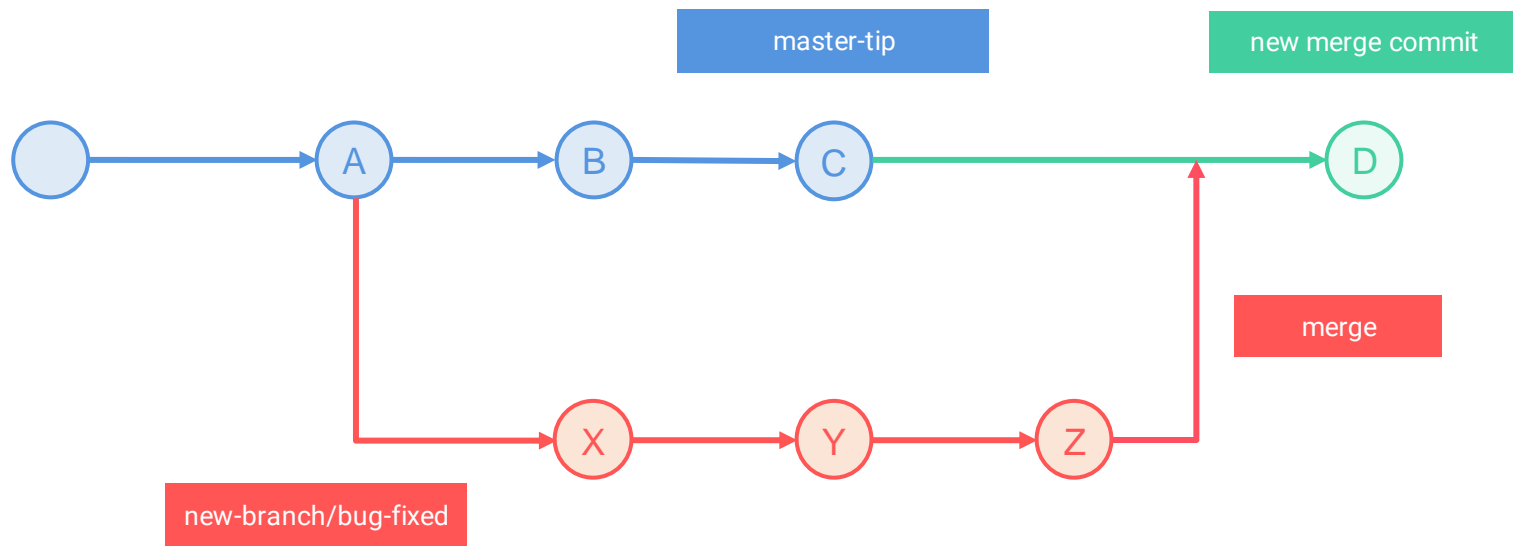 master-tip
new merge commit
A
B
C
D
merge
X
Y
Z
new-branch/bug-fixed